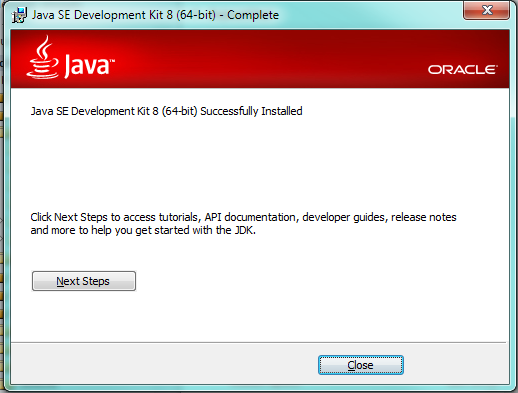 Java SE Development Kit 8 (64-bit) - Complete
Java™
ORACLE®
Java SE Development Kit 8 (64-bit) Successfully Installed
Click Next Steps to access tutorials, API documentation, developer guides, release notes
and more to help you get started with the JDK.
Next Steps
Close